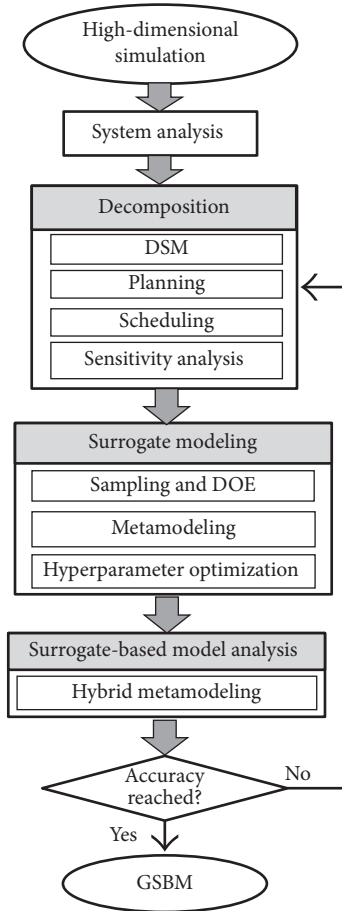 High-dimensional
simulation
System analysis
Decomposition
DSM
Planning
Scheduling
Sensitivity analysis
Surrogate modeling
Sampling and DOE
Metamodeling
Hyperparameter optimization
Surrogate-based model analysis
Hybrid metamodeling
Accuracy
reached?
No
Yes
GSBM